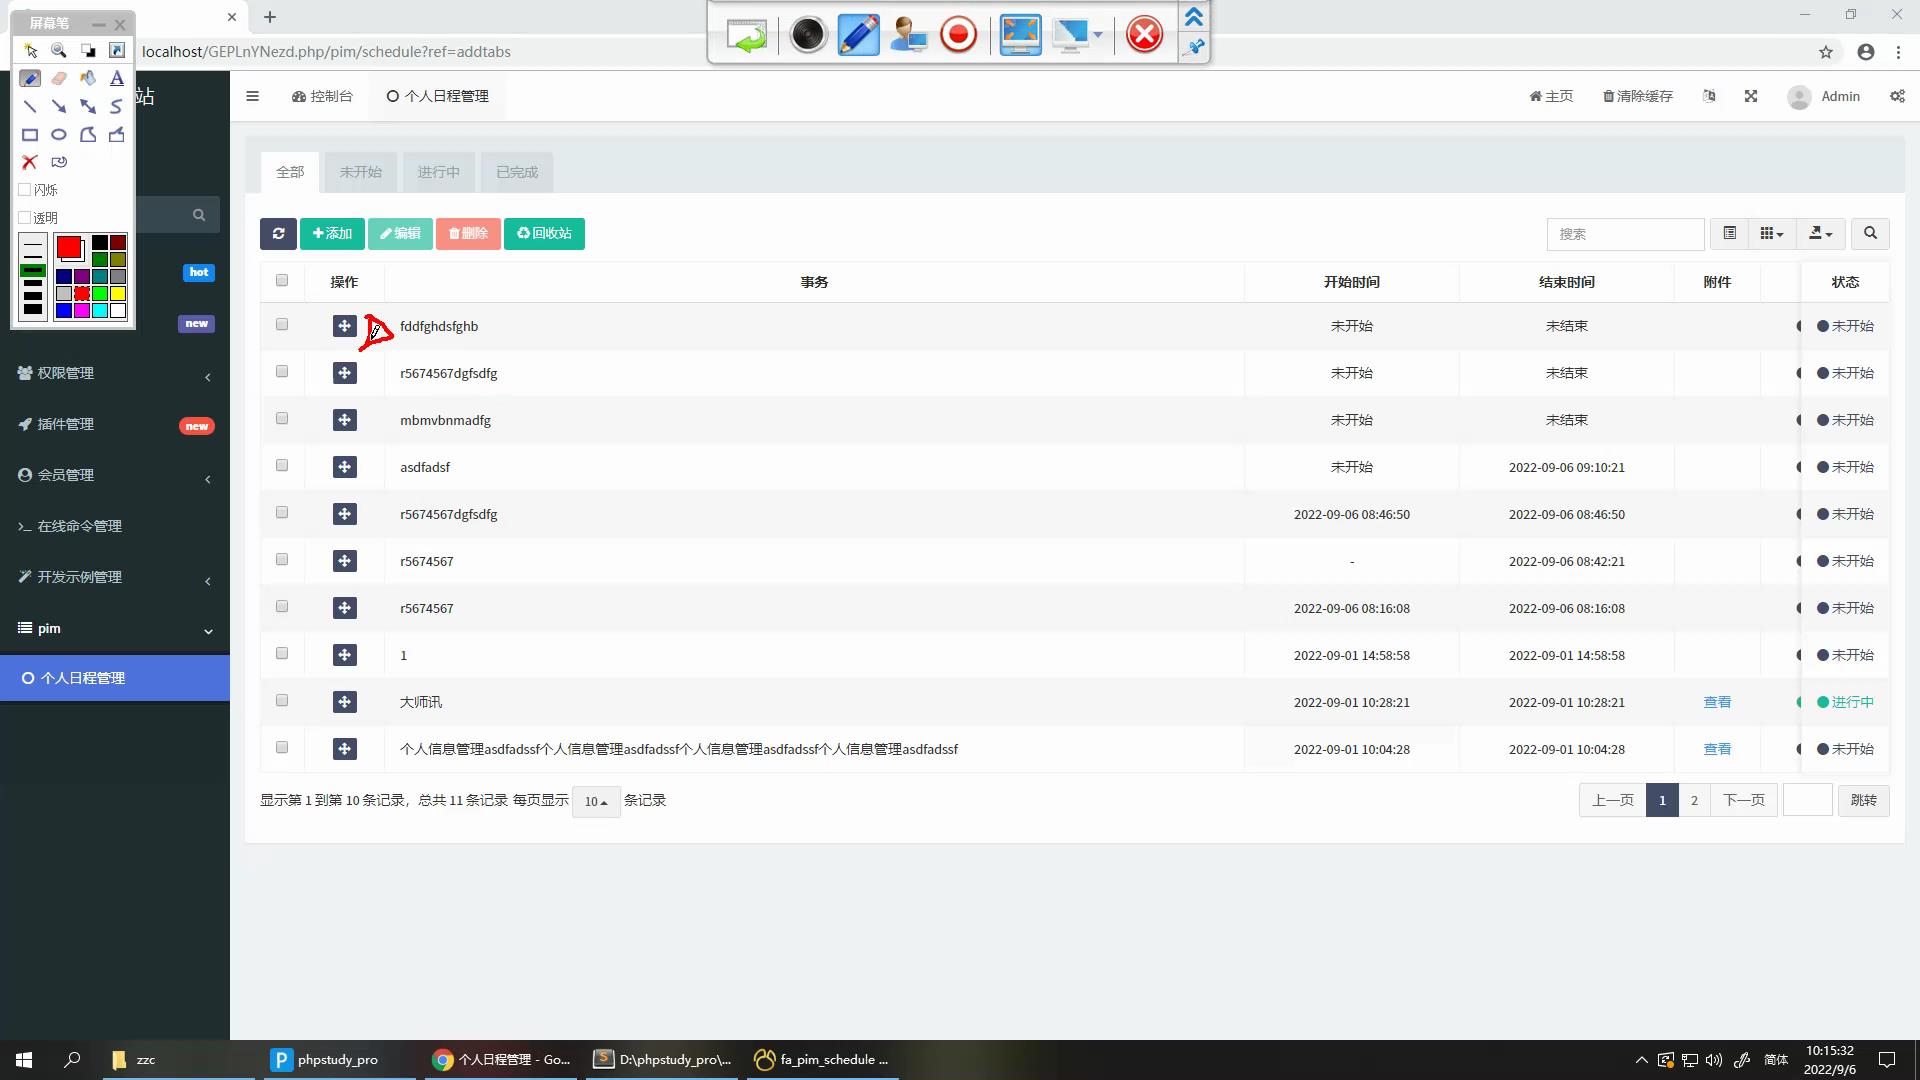 屏幕笔
localhost/GEPLnYNezd.php/pim/schedule?ref=addtabs
A
闪烁
透明
站
控制台
个人日程管理
主页
清除缓存
Admin
hot
new
权限管理
插件管理
new
会员管理
在线命令管理
开发示例管理
pim
个人日程管理
全部
未开始
进行中
已完成
添加
编辑
删除
回收站
搜索
操作 事务 开始时间 结束时间 附件 状态
fddfghdsfghb 未开始 未结束 未开始
r5674567dgfsdfg 未开始 未结束 未开始
mbmvbnmadfg 未开始 未结束 未开始
asdfadsf 未开始 2022-09-06 09:10:21 未开始
r5674567dgfsdfg 2022-09-06 08:46:50 2022-09-06 08:46:50 未开始
r5674567 - 2022-09-06 08:42:21 未开始
r5674567 2022-09-06 08:16:08 2022-09-06 08:16:08 未开始
1 2022-09-01 14:58:58 2022-09-01 14:58:58 未开始
大师讯 2022-09-01 10:28:21 2022-09-01 10:28:21 查看 进行中
个人信息管理asdfadssf个人信息管理asdfadssf个人信息管理asdfadssf个人信息管理asdfadssf 2022-09-01 10:04:28 2022-09-01 10:04:28 查看 未开始
显示第 1 到第 10 条记录，总共 11 条记录 每页显示 10 条记录
上一页 1 2 下一页 跳转
zzc
phpstudy_pro
个人日程管理 - Go...
D:\phpstudy_pro\...
fa_pim_schedule ...
简体
10:15:32
2022/9/6